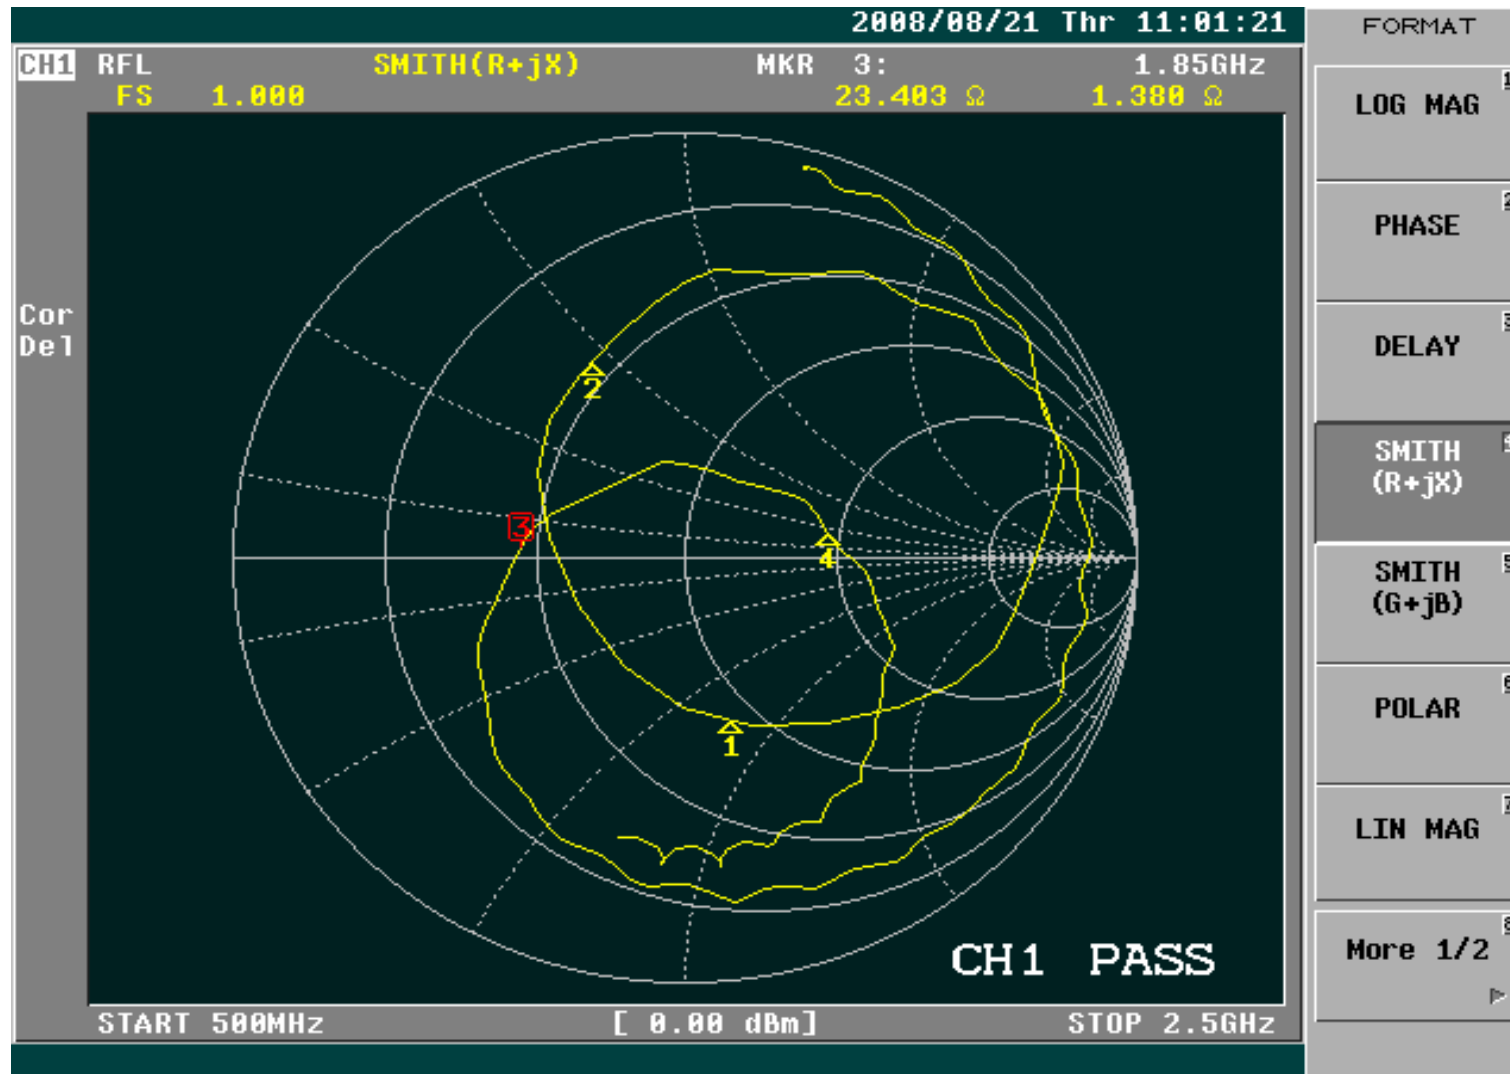 2008/08/21 Thr 11:01:21
CH1 RFL SMITH(R+jX) MKR 3: 1.85GHz
FS 1.000 23.403 Ω 1.380 Ω
Cor
Del
2
3
4
1
CH1 PASS
START 500MHz [ 0.00 dBm] STOP 2.5GHz
FORMAT
LOG MAG
PHASE
DELAY
SMITH
(R+jX)
SMITH
(G+jB)
POLAR
LIN MAG
More 1/2